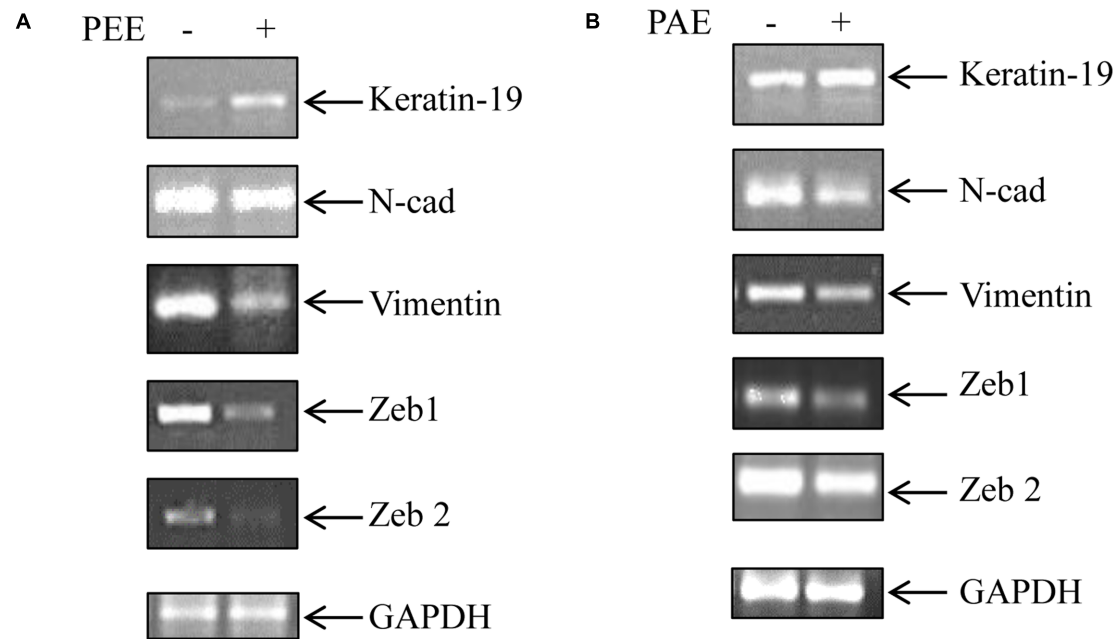 A
PEE - +
Keratin-19
N-cad
Vimentin
Zeb1
Zeb 2
GAPDH
B
PAE - +
Keratin-19
N-cad
Vimentin
Zeb1
Zeb 2
GAPDH